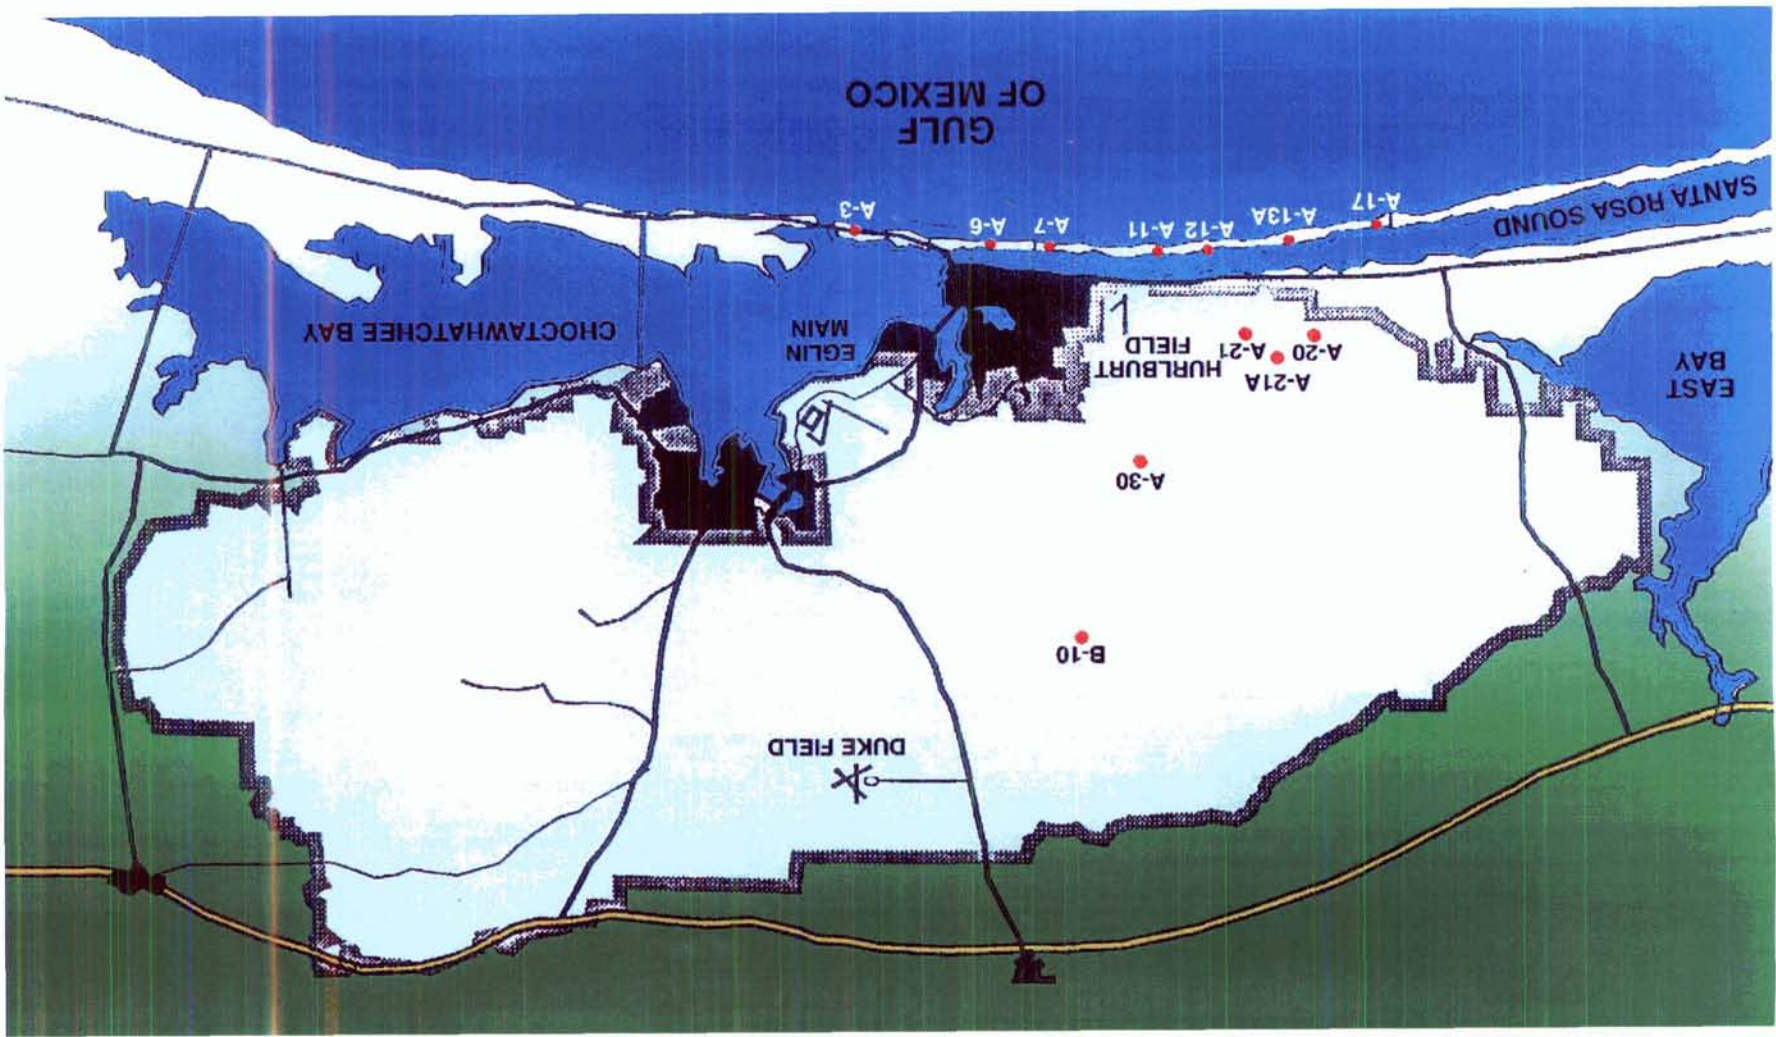 DUKE FIELD
B-10
A-30
EAST
BAY
A-20
A-21A
A-21
HURLBURT
FIELD
EGLIN
MAIN
CHOCTAWHATCHEE BAY
SANTA ROSA SOUND
A-17
A-13A
A-12
A-11
A-7
A-6
A-3
GULF
OF MEXICO